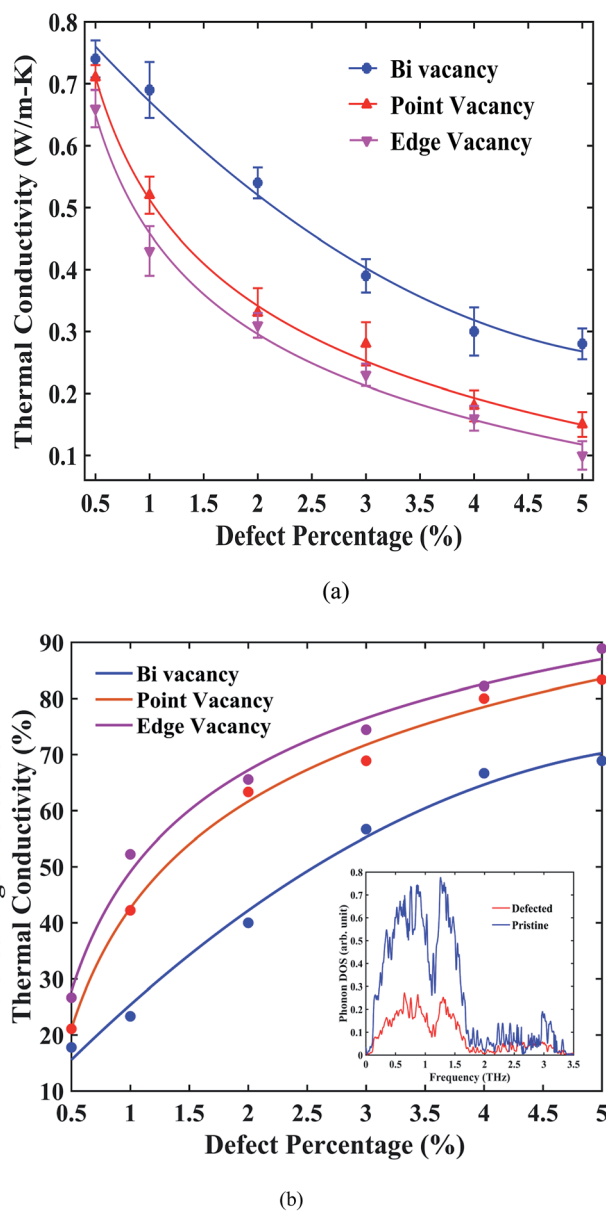 0.8
0.7
0.6
0.5
0.4
0.3
0.2
0.1
Thermal Conductivity (W/m-K)
Bi vacancy
Point Vacancy
Edge Vacancy
0.5 1 1.5 2 2.5 3 3.5 4 4.5 5
Defect Percentage (%)
(a)
90
80
70
60
50
40
30
20
10
Thermal Conductivity (%)
Bi vacancy
Point Vacancy
Edge Vacancy
0.8
0.7
0.6
0.5
0.4
0.3
0.2
0.1
0
Phonon DOS (arb. unit)
Defected
Pristine
0 0.5 1.0 1.5 2.0 2.5 3.0 3.5
Frequency (THz)
0.5 1 1.5 2 2.5 3 3.5 4 4.5 5
Defect Percentage (%)
(b)